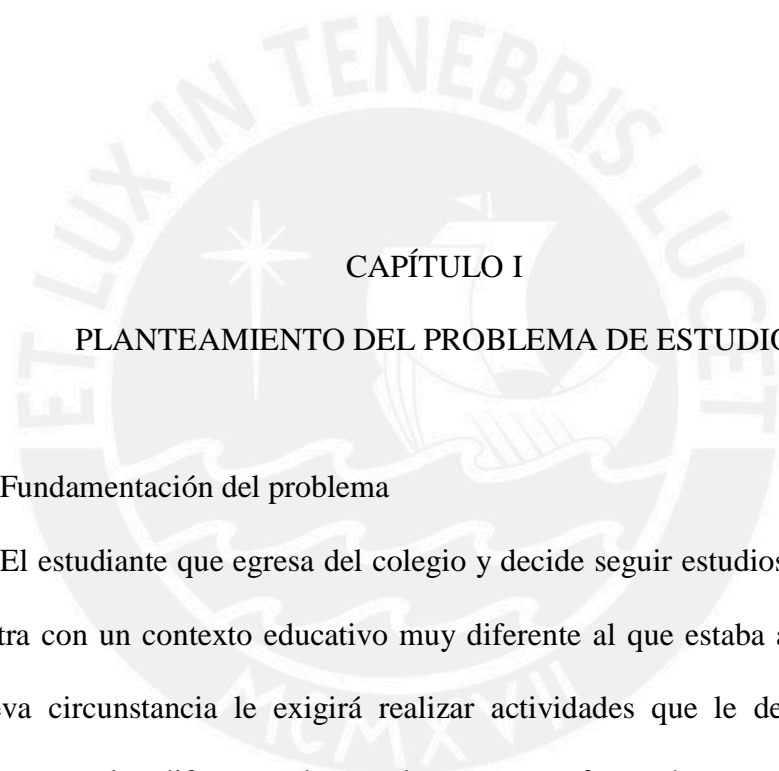 ET LUX IN TENEBRIS LUCET
CAPÍTULO I
PLANTEAMIENTO DEL PROBLEMA DE ESTUDIO
Fundamentación del problema
El estudiante que egresa del colegio y decide seguir estudios
tra con un contexto educativo muy diferente al que estaba a
va circunstancia le exigirá realizar actividades que le de
MCMXVII